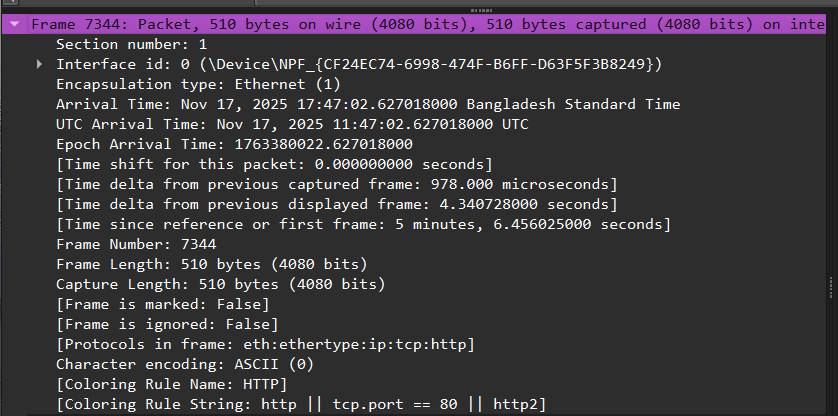 Frame 7344: Packet, 510 bytes on wire (4080 bits), 510 bytes captured (4080 bits) on inte
Section number: 1
Interface id: 0 (\Device\NPF_{CF24EC74-6998-474F-B6FF-D63F5F3B8249})
Encapsulation type: Ethernet (1)
Arrival Time: Nov 17, 2025 17:47:02.627018000 Bangladesh Standard Time
UTC Arrival Time: Nov 17, 2025 11:47:02.627018000 UTC
Epoch Arrival Time: 1763380022.627018000
[Time shift for this packet: 0.000000000 seconds]
[Time delta from previous captured frame: 978.000 microseconds]
[Time delta from previous displayed frame: 4.340728000 seconds]
[Time since reference or first frame: 5 minutes, 6.456025000 seconds]
Frame Number: 7344
Frame Length: 510 bytes (4080 bits)
Capture Length: 510 bytes (4080 bits)
[Frame is marked: False]
[Frame is ignored: False]
[Protocols in frame: eth:ethertype:ip:tcp:http]
Character encoding: ASCII (0)
[Coloring Rule Name: HTTP]
[Coloring Rule String: http || tcp.port == 80 || http2]